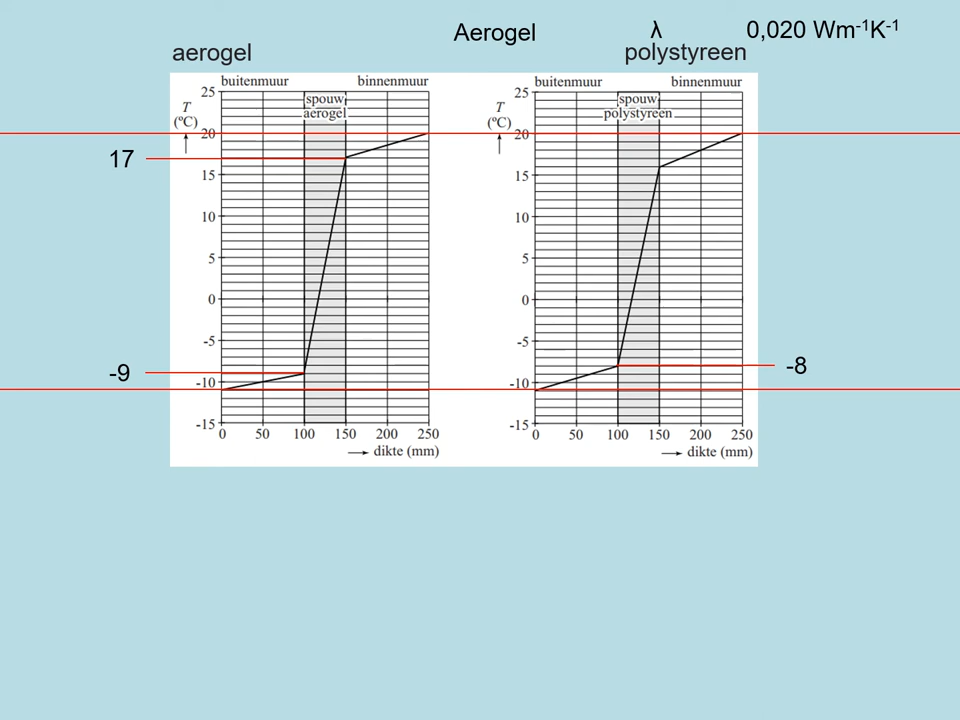 Aerogel λ 0,020 Wm⁻¹K⁻¹
aerogel polystyreen
buitenmuur binnenmuur buitenmuur binnenmuur
25 spouw aerogel 25 spouw polystyreen
T (ºC) T (ºC)
20 20
17
15 15
10 10
5 5
0 0
-5 -5
-9 -8
-10 -10
-15 -15
0 50 100 150 200 250 0 50 100 150 200 250
dikte (mm) dikte (mm)